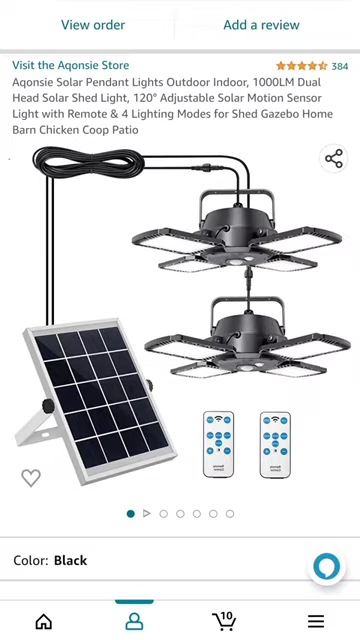 View order
Add a review
Visit the Aqonsie Store
384
Aqonsie Solar Pendant Lights Outdoor Indoor, 1000LM Dual
Head Solar Shed Light, 120° Adjustable Solar Motion Sensor
Light with Remote & 4 Lighting Modes for Shed Gazebo Home
Barn Chicken Coop Patio
Color: Black
10